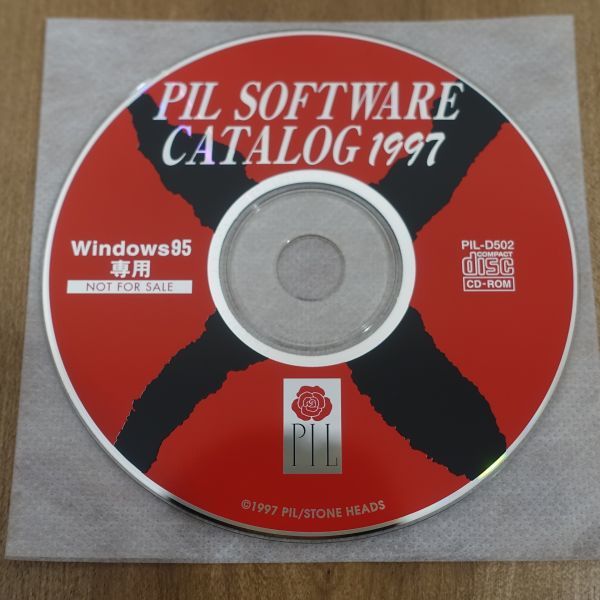 PIL SOFTWARE
CATALOG 1997
Windows95
専用
NOT FOR SALE
PIL-D502
COMPACT
disc
CD-ROM
PIL
©1997 PIL/STONE HEADS